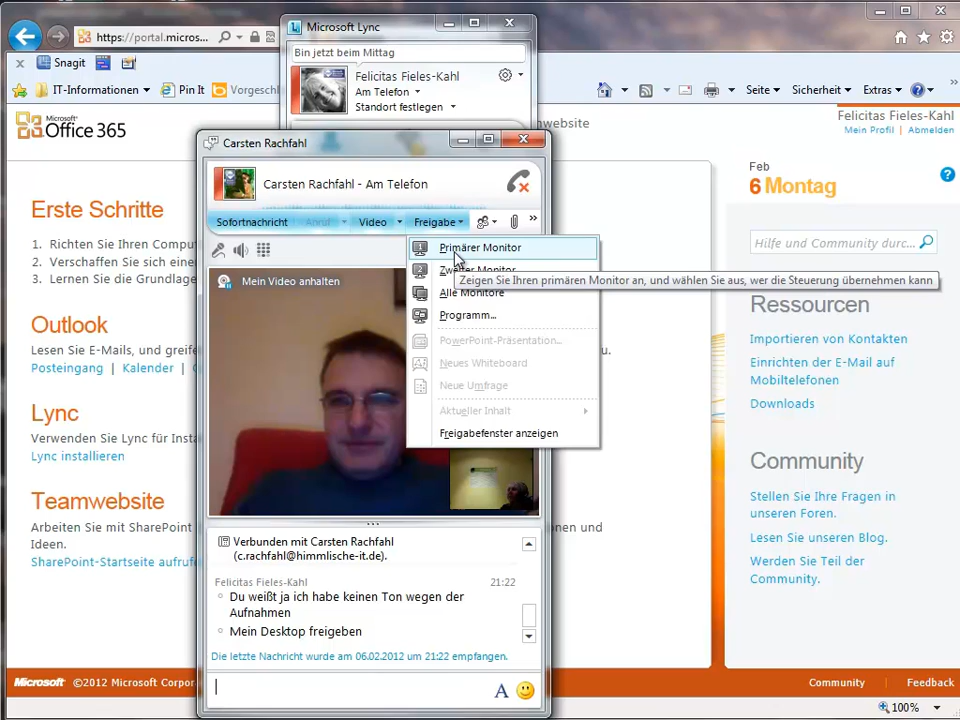 https://portal.micros...
Snagit
IT-Informationen
Pin It
Vorgeschl
Seite
Sicherheit
Extras
Microsoft Lync
Bin jetzt beim Mittag
Felicitas Fieles-Kahl
Am Telefon
Standort festlegen
Microsoft
Office 365
website
Felicitas Fieles-Kahl
Mein Profil | Abmelden
Erste Schritte
1. Richten Sie Ihren Compu
2. Verschaffen Sie sich eine
3. Lernen Sie die Grundlage
Outlook
Lesen Sie E-Mails, und greife
Posteingang | Kalender |
u.
Lync
Verwenden Sie Lync für Insta
Lync installieren
Teamwebsite
Arbeiten Sie mit SharePoint
Ideen.
onen und
SharePoint-Startseite aufrufe
Carsten Rachfahl
Carsten Rachfahl - Am Telefon
Sofortnachricht
Anruf
Video
Freigabe
Mein Video anhalten
Primärer Monitor
Zweiter Monitor
Zeigen Sie Ihren primären Monitor an, und wählen Sie aus, wer die Steuerung übernehmen kann
Alle Monitore
Programm...
PowerPoint-Präsentation...
Neues Whiteboard
Neue Umfrage
Aktueller Inhalt
Freigabefenster anzeigen
Verbunden mit Carsten Rachfahl
(c.rachfahl@himmlische-it.de).
Felicitas Fieles-Kahl 21:22
Du weißt ja ich habe keinen Ton wegen der
Aufnahmen
Mein Desktop freigeben
Die letzte Nachricht wurde am 06.02.2012 um 21:22 empfangen.
A
Feb
6 Montag
Hilfe und Community durc...
Ressourcen
Importieren von Kontakten
Einrichten der E-Mail auf
Mobiltelefonen
Downloads
Community
Stellen Sie Ihre Fragen in
unseren Foren.
Lesen Sie unseren Blog.
Werden Sie Teil der
Community.
Microsoft ©2012 Microsoft Corpor
Community | Feedback
100%